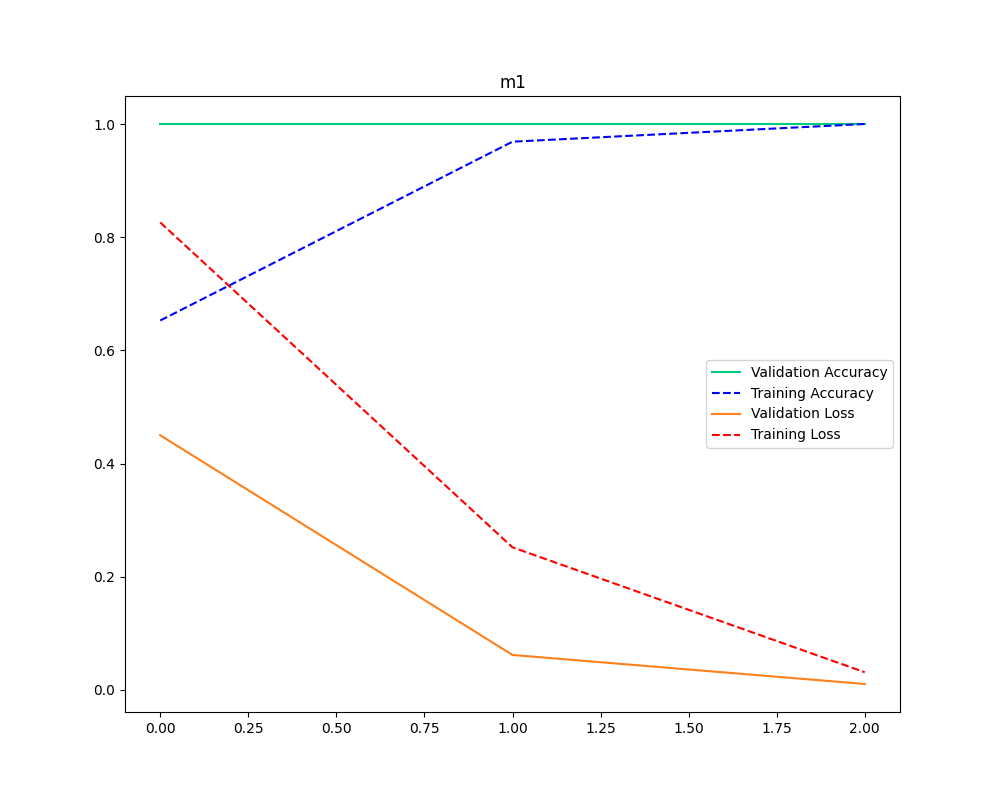 m1
1.0
0.8
0.6
0.4
0.2
0.0
Validation Accuracy
Training Accuracy
Validation Loss
Training Loss
0.00 0.25 0.50 0.75 1.00 1.25 1.50 1.75 2.00